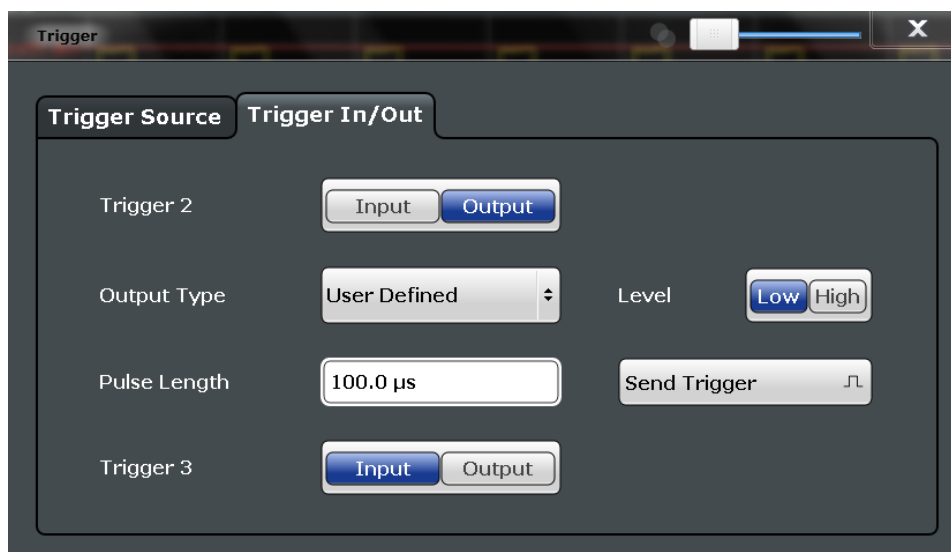 Trigger
X
Trigger Source
Trigger In/Out
Trigger 2
Input
Output
Output Type
User Defined
Level
Low
High
Pulse Length
100.0 µs
Send Trigger
Trigger 3
Input
Output